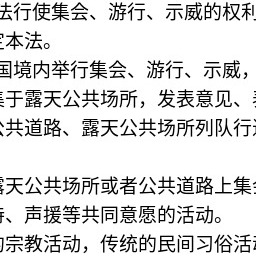 法行使集会、游行、示威的权利
定本法。
国境内举行集会、游行、示威，
集于露天公共场所，发表意见、
公共道路、露天公共场所列队行
露天公共场所或者公共道路上集会
持、声援等共同意愿的活动。
的宗教活动，传统的民间习俗活动